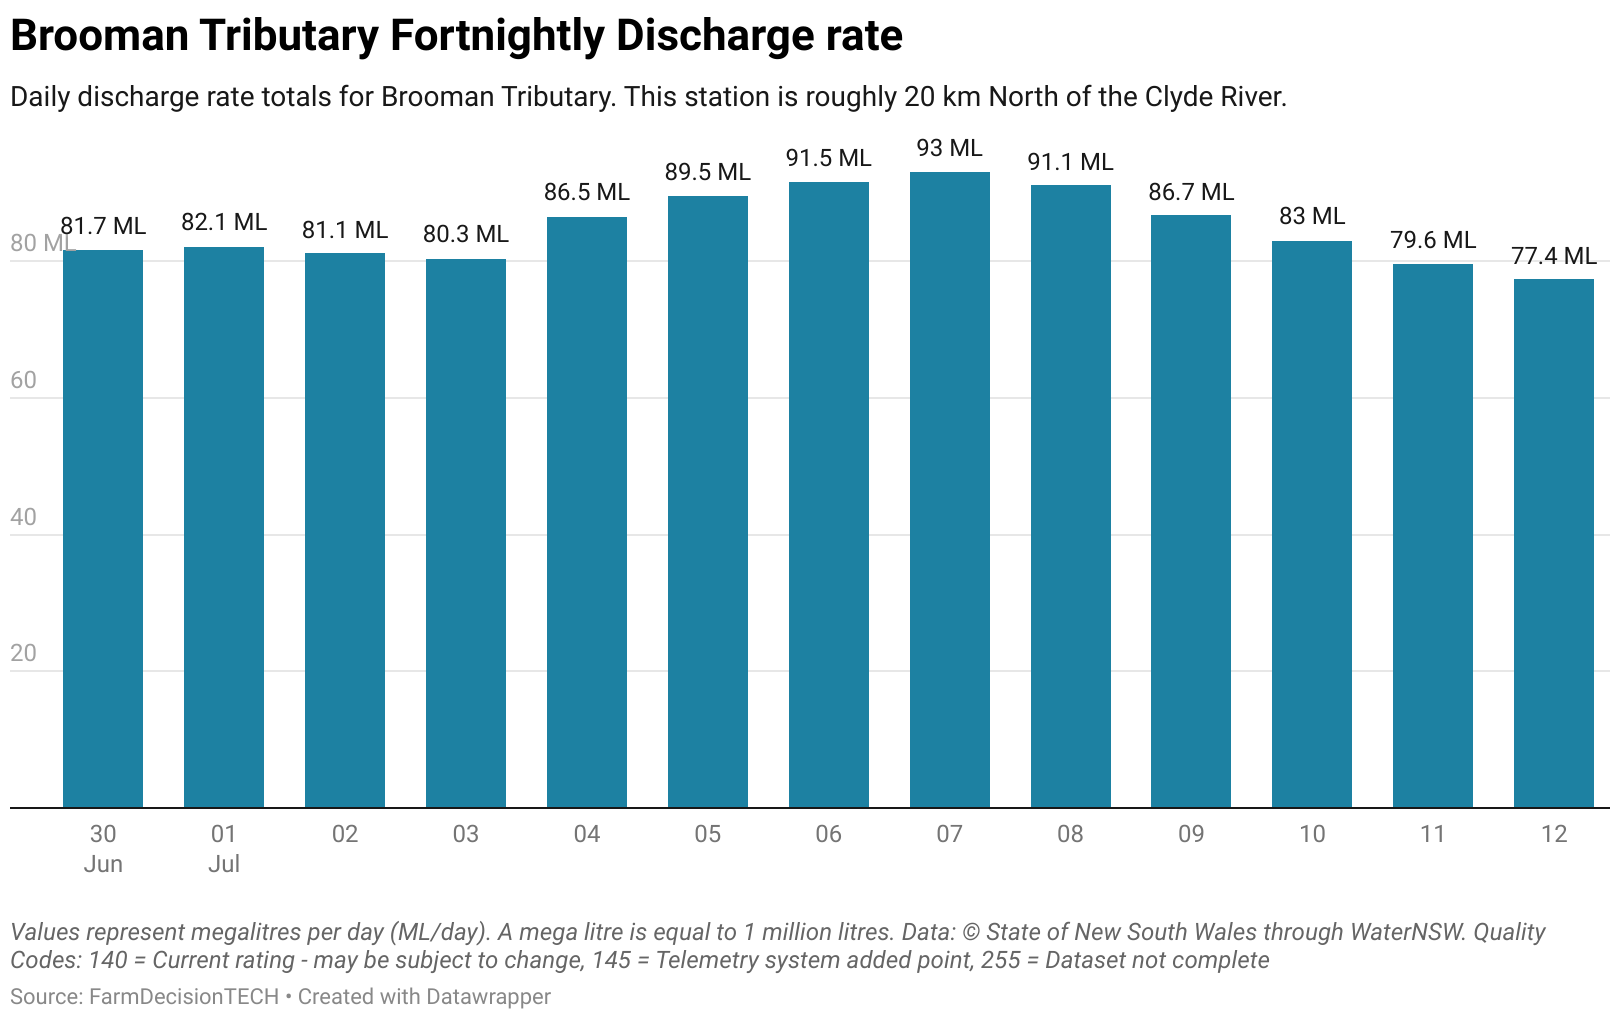 Brooman Tributary Fortnightly Discharge rate
Daily discharge rate totals for Brooman Tributary. This station is roughly 20 km North of the Clyde River.
81.7 ML
82.1 ML
81.1 ML
80.3 ML
86.5 ML
89.5 ML
91.5 ML
93 ML
91.1 ML
86.7 ML
83 ML
79.6 ML
77.4 ML
80 ML
60
40
20
30 01 02 03 04 05 06 07 08 09 10 11 12
Jun Jul
Values represent megalitres per day (ML/day). A mega litre is equal to 1 million litres. Data: © State of New South Wales through WaterNSW. Quality
Codes: 140 = Current rating - may be subject to change, 145 = Telemetry system added point, 255 = Dataset not complete
Source: FarmDecisionTECH • Created with Datawrapper